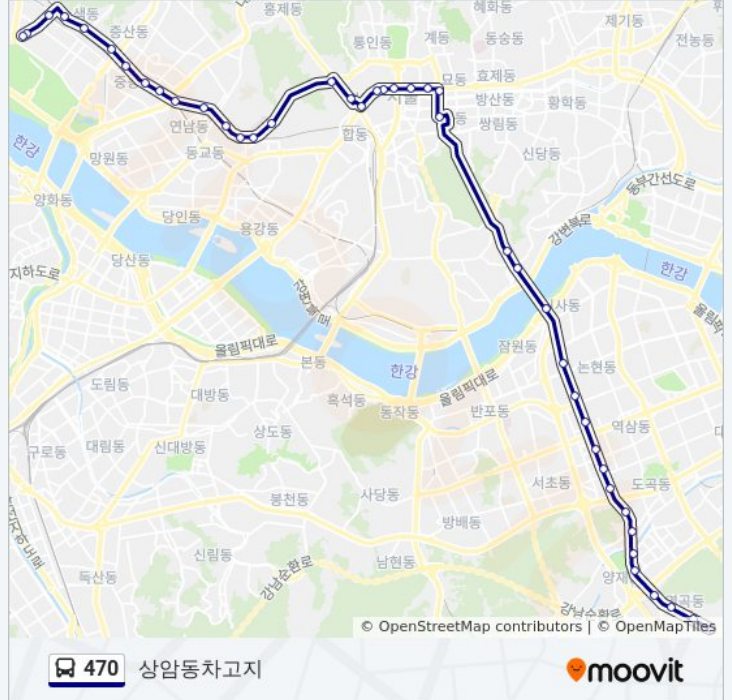 홍제동
혜화동
증산동
통인동
계동
동숭동
제기동
전농동
묘동
효제동
방산동
황학동
연남동
합동
쌍림동
신당동
동교동
망원동
한강
동부간선도로
양화동
당인동
용강동
강변북로
당산동
한강
지하도로
올림픽대로
본동
잠원동
논현동
한강
올림픽대로
도림동
대방동
흑석동
동작동
반포동
역삼동
구로동
대림동
신대방동
상도동
봉천동
사당동
서초동
도곡동
방배동
신림동
남현동
독산동
강남순환로
© OpenStreetMap contributors | © OpenMapTiles
470 상암동차고지
moovit